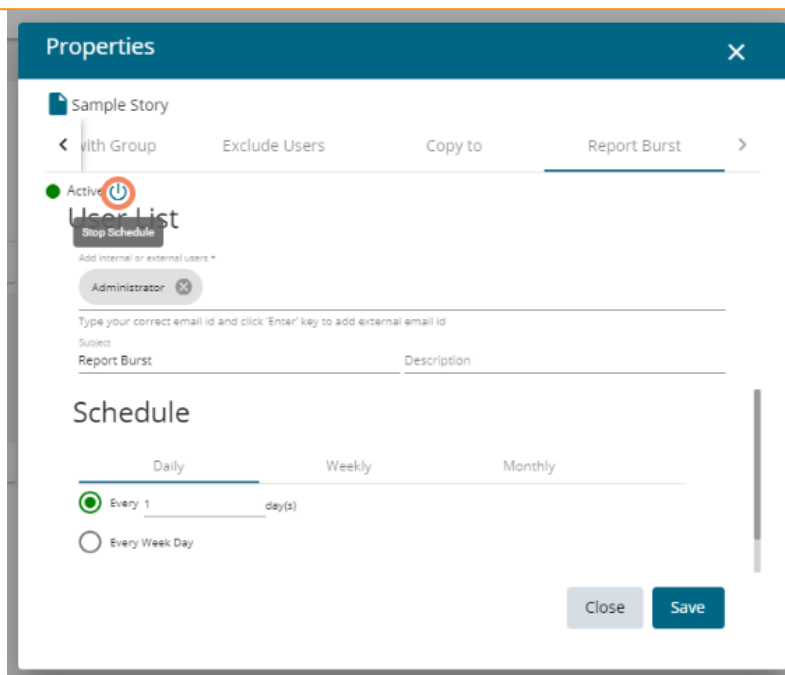 Properties
Sample Story
with Group Exclude Users Copy to Report Burst
Active
User List
Stop Schedule
Add internal or external users *
Administrator
Type your correct email id and click 'Enter' key to add external email id
Subject
Report Burst Description
Schedule
Daily Weekly Monthly
Every 1 day(s)
Every Week Day
Close Save